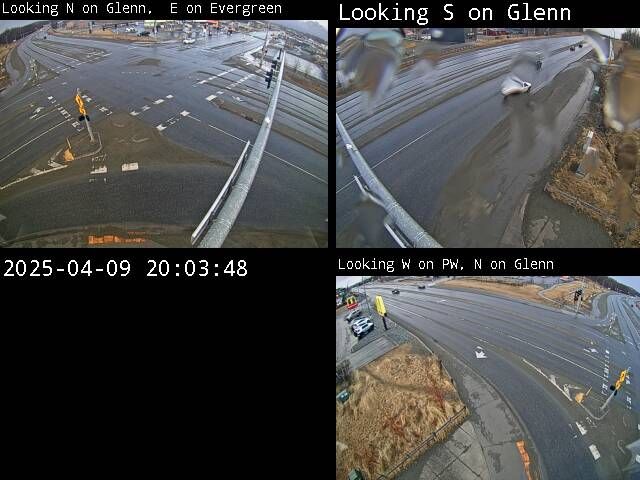 Looking N on Glenn,  E on Evergreen
Looking S on Glenn
2025-04-09 20:03:48
Looking W on PW, N on Glenn